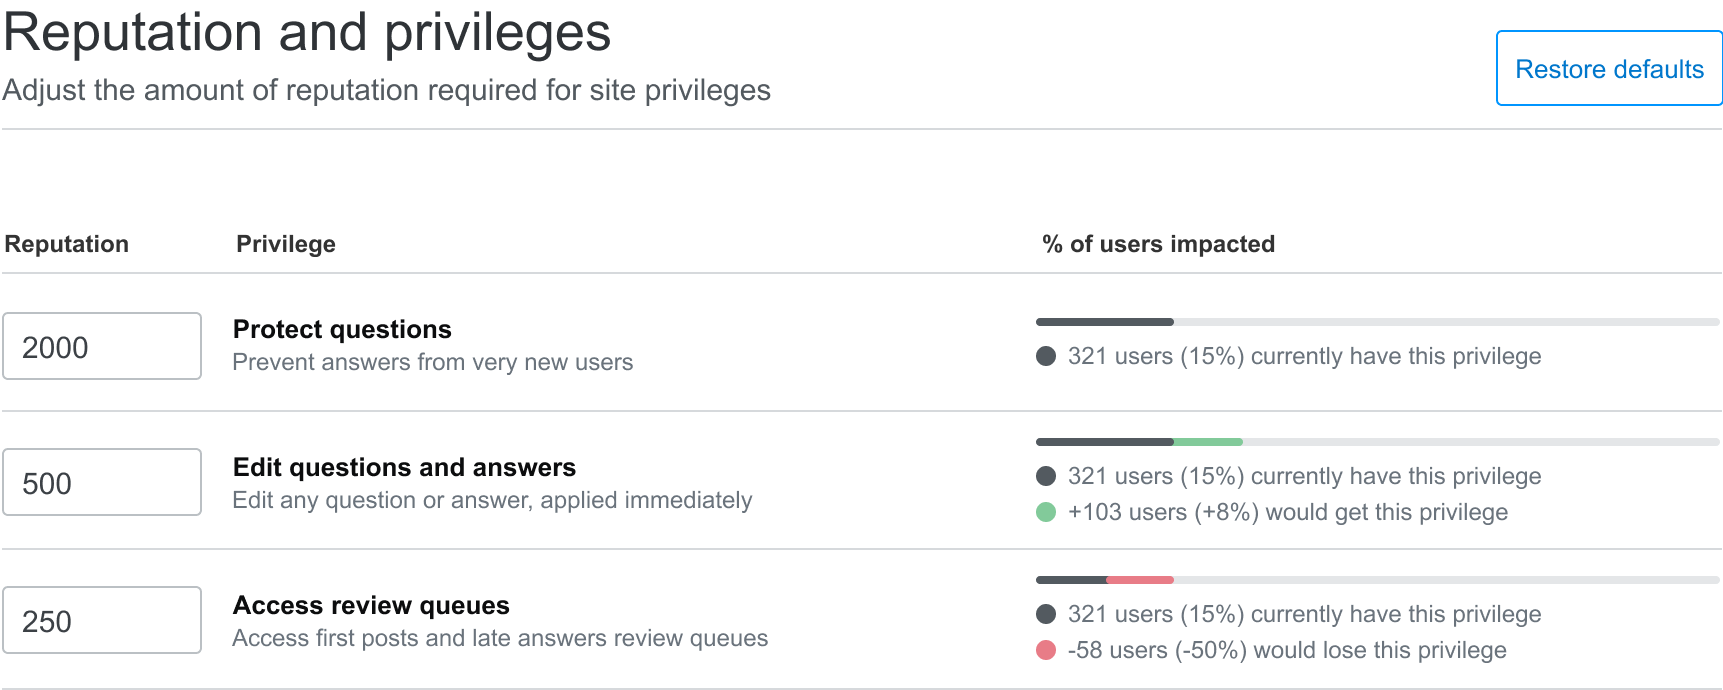 Reputation and privileges
Adjust the amount of reputation required for site privileges
Restore defaults
Reputation
Privilege
% of users impacted
2000
Protect questions
Prevent answers from very new users
321 users (15%) currently have this privilege
500
Edit questions and answers
Edit any question or answer, applied immediately
321 users (15%) currently have this privilege
+103 users (+8%) would get this privilege
250
Access review queues
Access first posts and late answers review queues
321 users (15%) currently have this privilege
-58 users (-50%) would lose this privilege